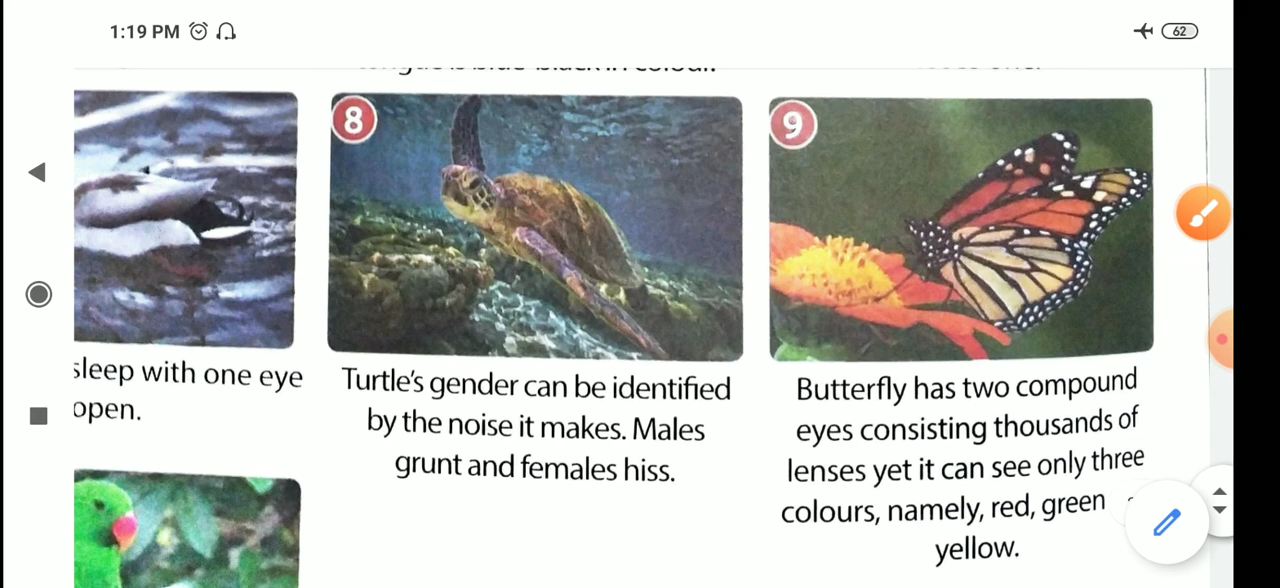 1:19 PM
62
8
9
sleep with one eye
open.
Turtle's gender can be identified
by the noise it makes. Males
grunt and females hiss.
Butterfly has two compound
eyes consisting thousands of
lenses yet it can see only three
colours, namely, red, green
yellow.